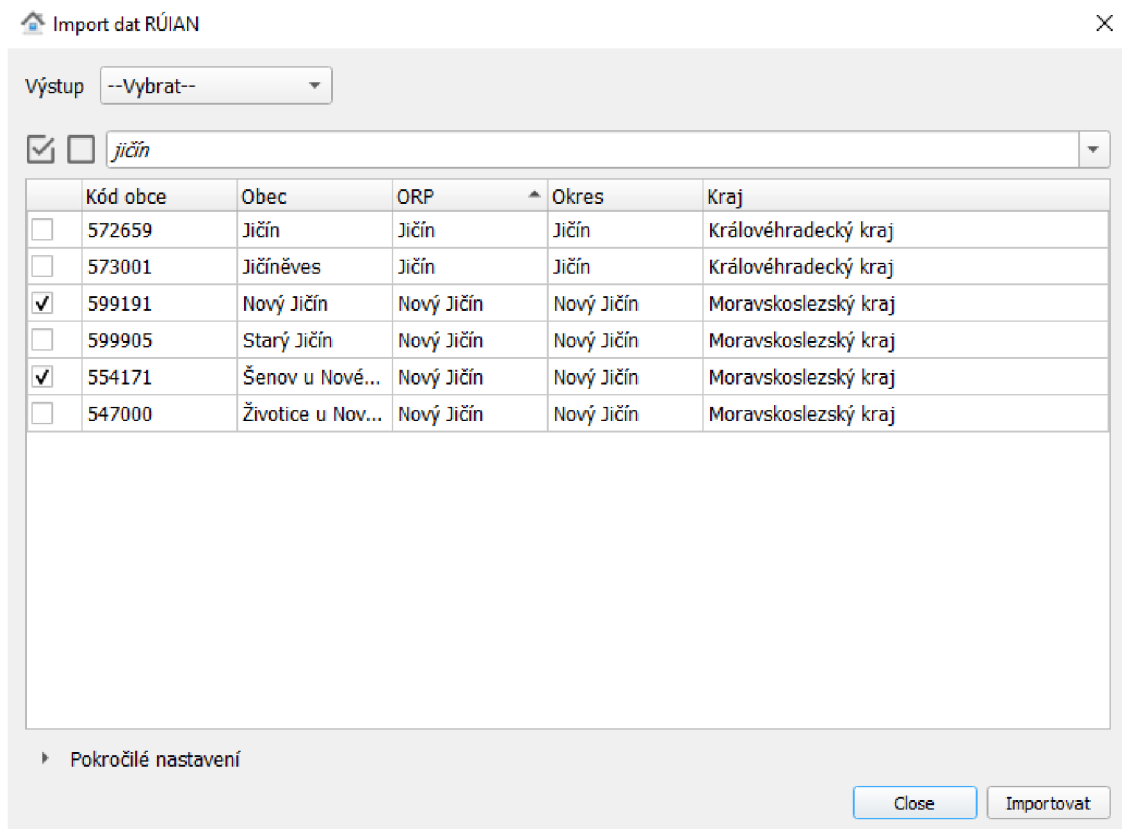 Import dat RÚIAN
Výstup --Vybrat--
jičín
Kód obce Obec ORP Okres Kraj
572659 Jičín Jičín Jičín Královéhradecký kraj
573001 Jičíněves Jičín Jičín Královéhradecký kraj
599191 Nový Jičín Nový Jičín Nový Jičín Moravskoslezský kraj
599905 Starý Jičín Nový Jičín Nový Jičín Moravskoslezský kraj
554171 Šenov u Nové... Nový Jičín Nový Jičín Moravskoslezský kraj
547000 Životice u Nov... Nový Jičín Nový Jičín Moravskoslezský kraj
Pokročilé nastavení
Close Importovat